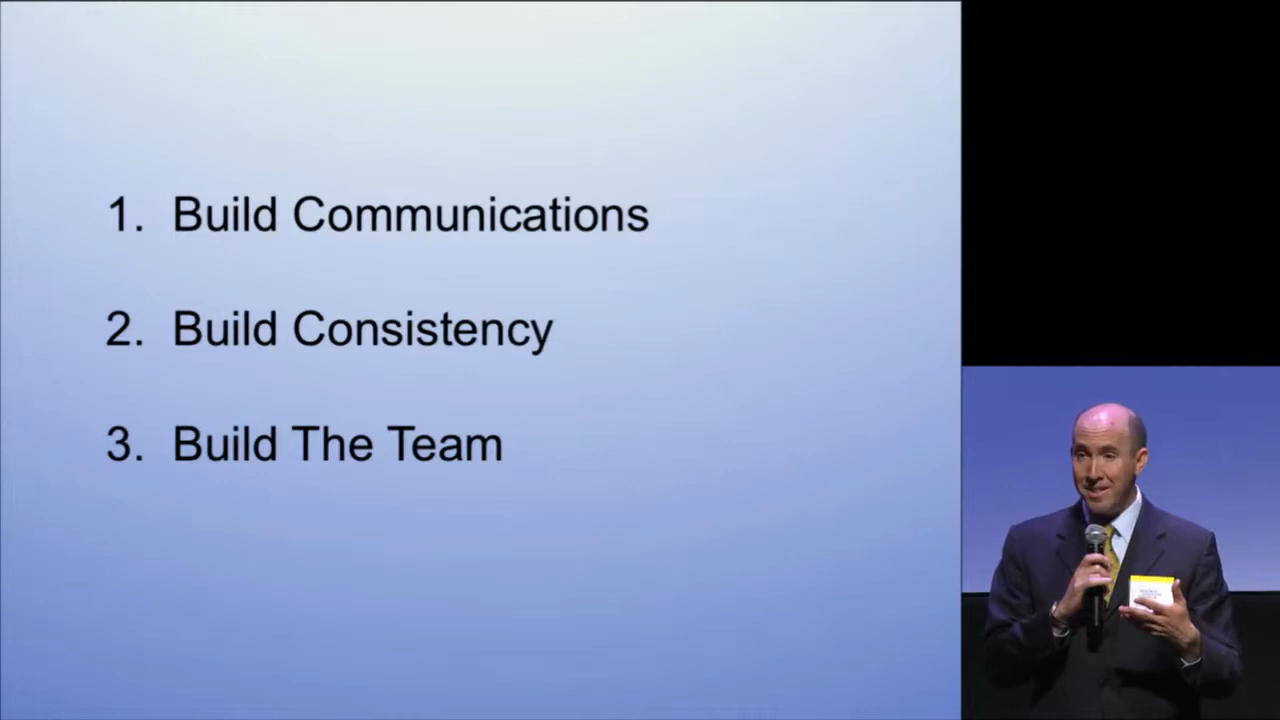 1. Build Communications
2. Build Consistency
3. Build The Team